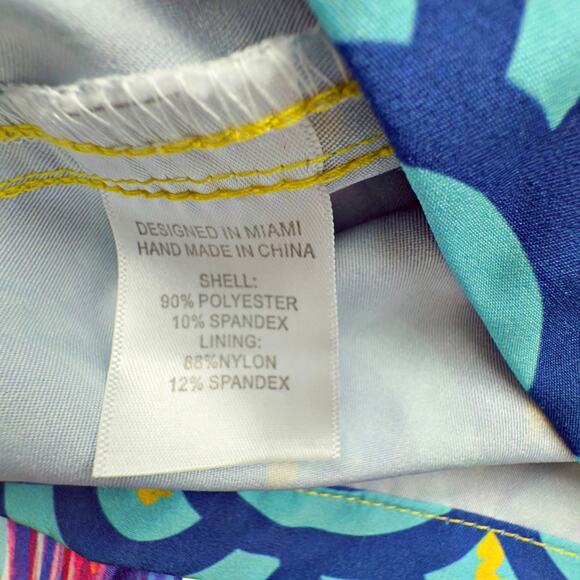 DESIGNED IN MIAMI
HAND MADE IN CHINA
SHELL:
90% POLYESTER
10% SPANDEX
LINING:
88%NYLON
12% SPANDEX